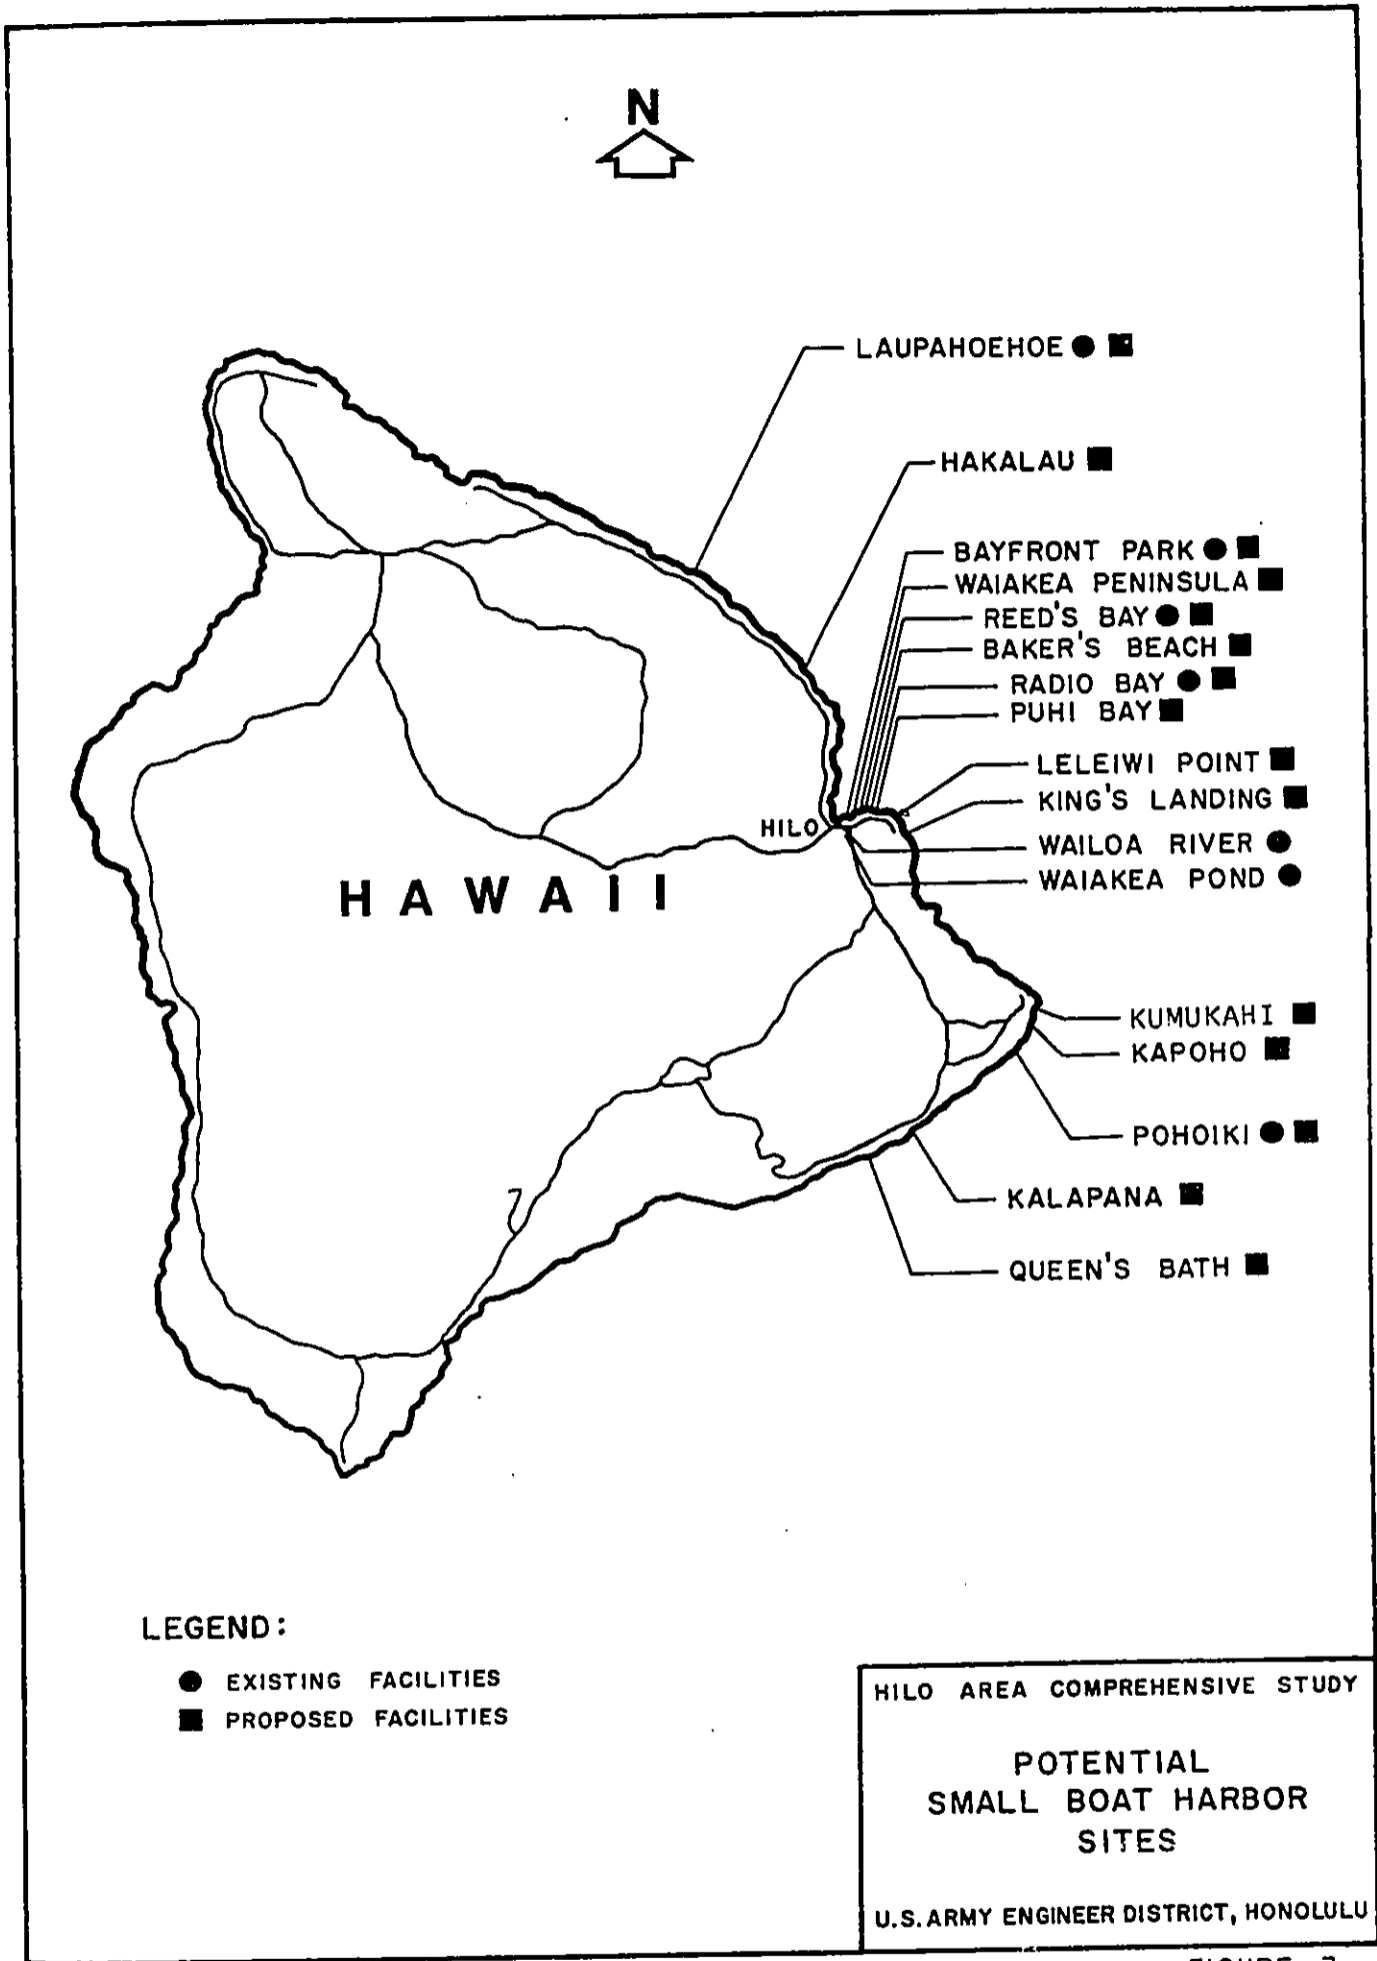 N
LAUPAHOEHOE
HAKALAU
BAYFRONT PARK
WAIAKEA PENINSULA
REED'S BAY
BAKER'S BEACH
RADIO BAY
PUHI BAY
LELEIWI POINT
KING'S LANDING
HILO
WAILOA RIVER
WAIAKEA POND
HAWAII
KUMUKAHI
KAPOHO
POHOIKI
KALAPANA
QUEEN'S BATH
LEGEND:
EXISTING FACILITIES
PROPOSED FACILITIES
HILO AREA COMPREHENSIVE STUDY
POTENTIAL
SMALL BOAT HARBOR
SITES
U.S. ARMY ENGINEER DISTRICT, HONOLULU
FIGURE